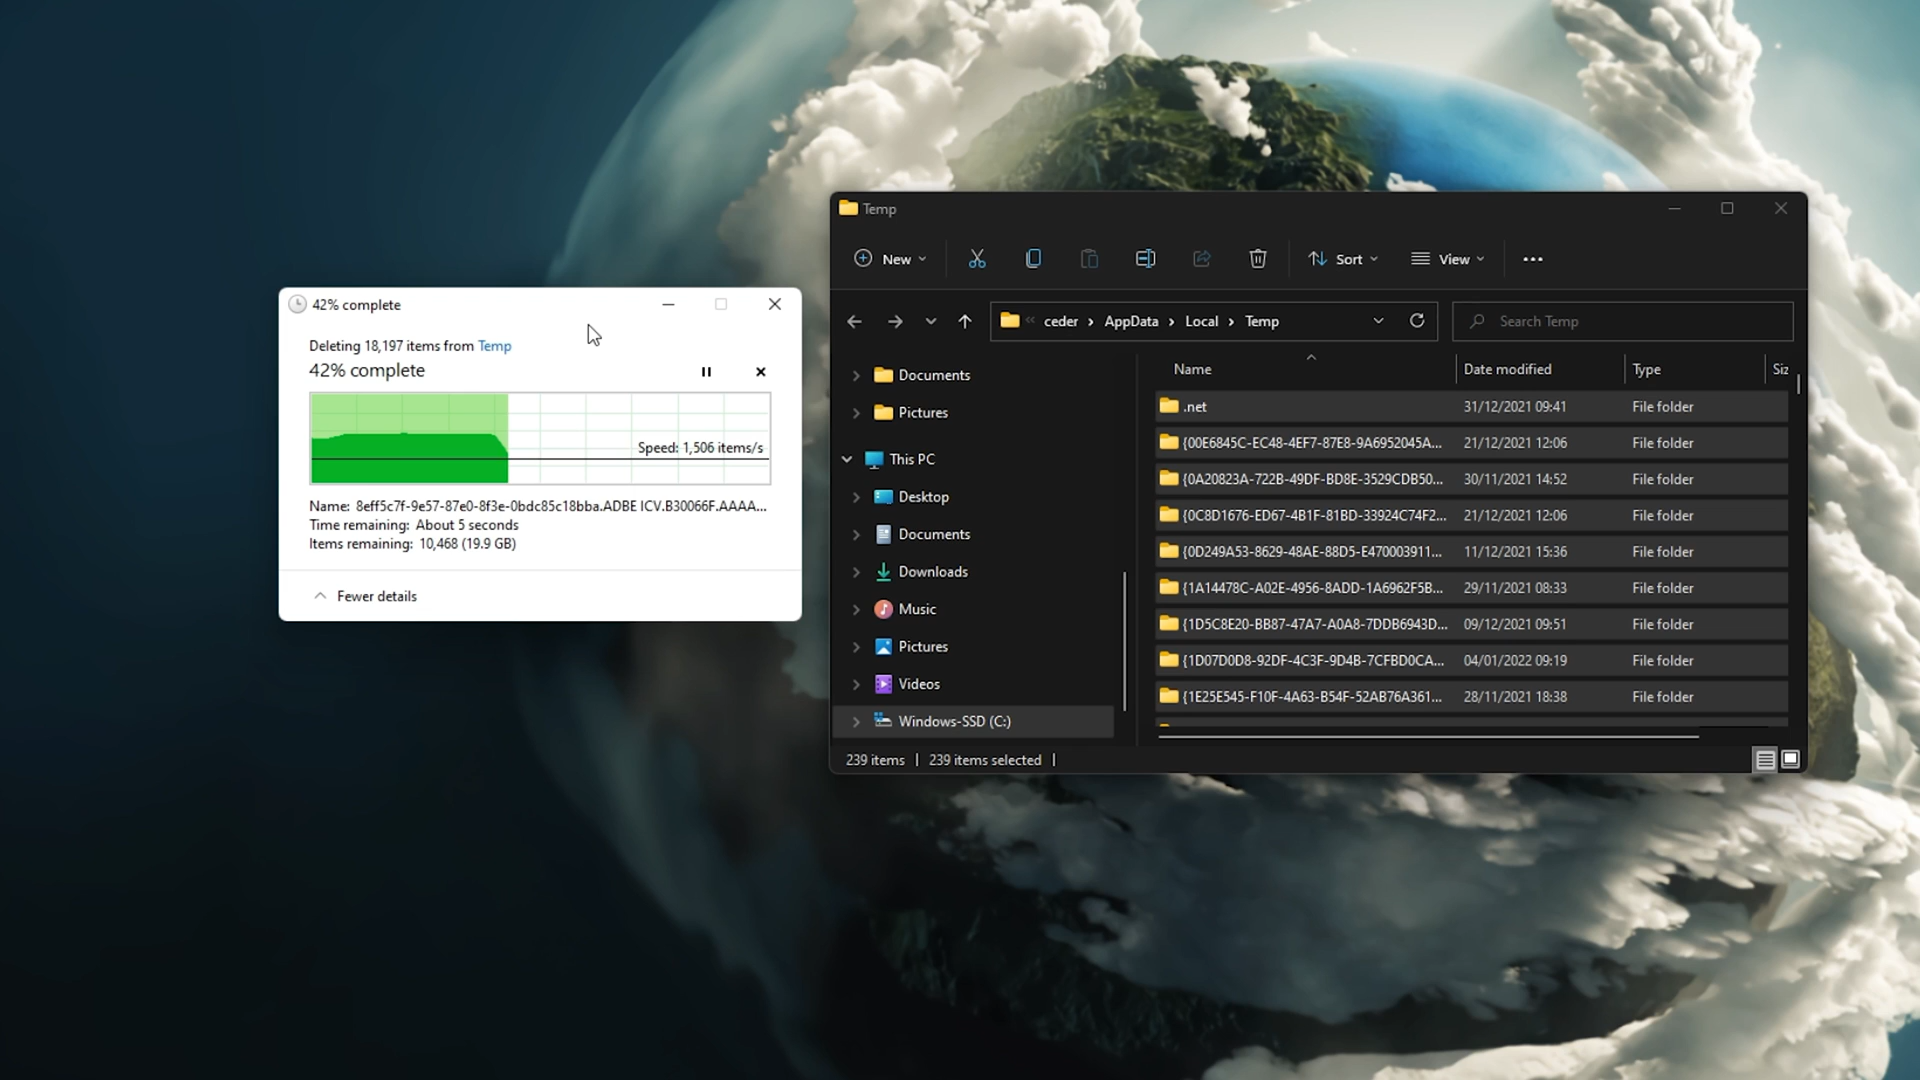 42% complete
Deleting 18,197 items from Temp
42% complete
Speed: 1,506 items/s
Name: 8eff5c7f-9e57-87e0-8f3e-0bdc85c18bba.ADBE ICV.B30066F.AAAA...
Time remaining: About 5 seconds
Items remaining: 10,468 (19.9 GB)
Fewer details
Temp
New
Sort
View
ceder > AppData > Local > Temp
Search Temp
Documents
Pictures
This PC
Desktop
Documents
Downloads
Music
Pictures
Videos
Windows-SSD (C:)
Name Date modified Type Siz
.net 31/12/2021 09:41 File folder
{00E6845C-EC48-4EF7-87E8-9A6952045A... 21/12/2021 12:06 File folder
{0A20823A-722B-49DF-BD8E-3529CDB50... 30/11/2021 14:52 File folder
{0C8D1676-ED67-4B1F-81BD-33924C74F2... 21/12/2021 12:06 File folder
{0D249A53-8629-48AE-88D5-E470003911... 11/12/2021 15:36 File folder
{1A14478C-A02E-4956-8ADD-1A6962F5B... 29/11/2021 08:33 File folder
{1D5C8E20-BB87-47A7-A0A8-7DDB6943D... 09/12/2021 09:51 File folder
{1D07D0D8-92DF-4C3F-9D4B-7CFBD0CA... 04/01/2022 09:19 File folder
{1E25E545-F10F-4A63-B54F-52AB76A361... 28/11/2021 18:38 File folder
239 items | 239 items selected |